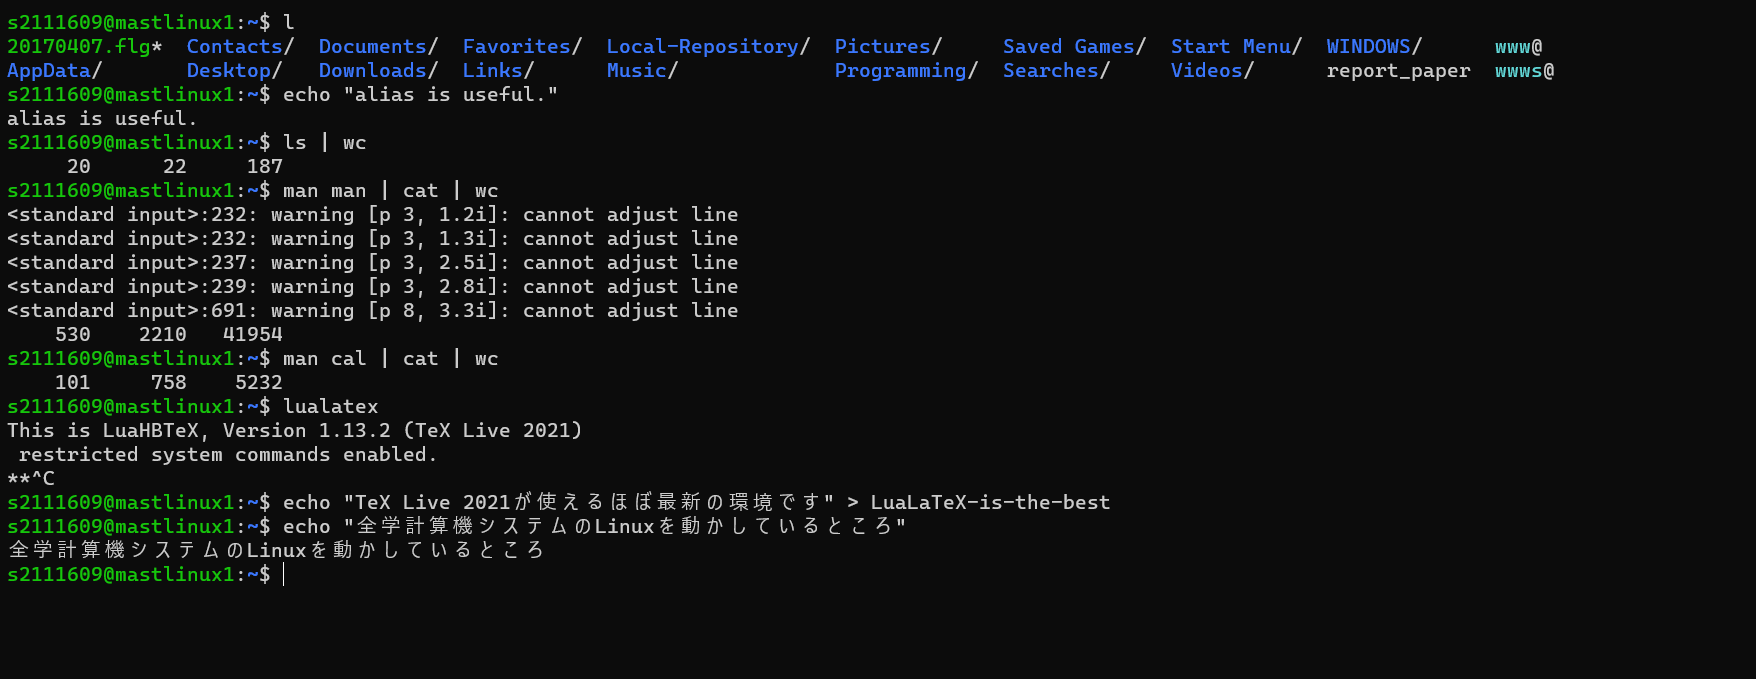 s2111609@mastlinux1:~$ l
20170407.flg*  Contacts/  Documents/  Favorites/  Local-Repository/  Pictures/     Saved Games/  Start Menu/  WINDOWS/      www@
AppData/       Desktop/   Downloads/  Links/      Music/             Programming/  Searches/     Videos/      report_paper  wwws@
s2111609@mastlinux1:~$ echo "alias is useful."
alias is useful.
s2111609@mastlinux1:~$ ls | wc
     20      22     187
s2111609@mastlinux1:~$ man man | cat | wc
<standard input>:232: warning [p 3, 1.2i]: cannot adjust line
<standard input>:232: warning [p 3, 1.3i]: cannot adjust line
<standard input>:237: warning [p 3, 2.5i]: cannot adjust line
<standard input>:239: warning [p 3, 2.8i]: cannot adjust line
<standard input>:691: warning [p 8, 3.3i]: cannot adjust line
    530    2210   41954
s2111609@mastlinux1:~$ man cal | cat | wc
    101     758    5232
s2111609@mastlinux1:~$ lualatex
This is LuaHBTeX, Version 1.13.2 (TeX Live 2021)
 restricted system commands enabled.
**^C
s2111609@mastlinux1:~$ echo "TeX Live 2021が使えるほぼ最新の環境です" > LuaLaTeX-is-the-best
s2111609@mastlinux1:~$ echo "全学計算機システムのLinuxを動かしているところ"
全学計算機システムのLinuxを動かしているところ
s2111609@mastlinux1:~$